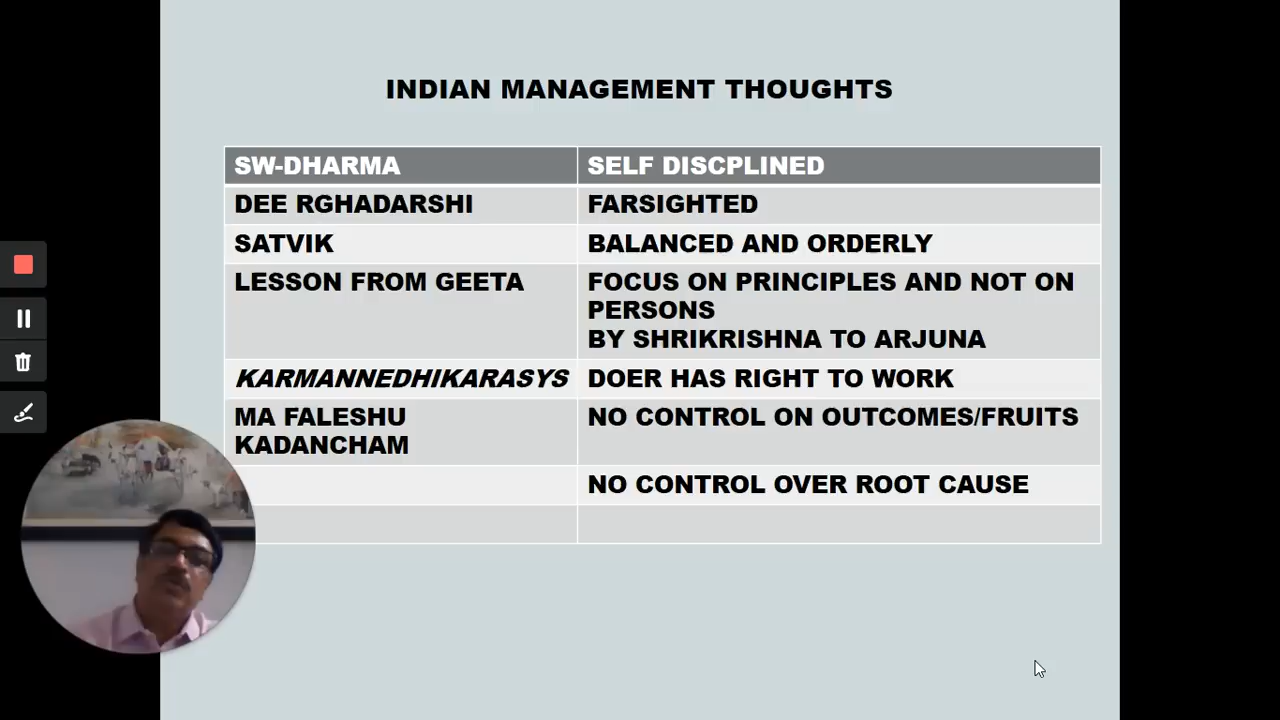 INDIAN MANAGEMENT THOUGHTS
SW-DHARMA
SELF DISCPLINED
DEE RGHADARSHI
FARSIGHTED
SATVIK
BALANCED AND ORDERLY
LESSON FROM GEETA
FOCUS ON PRINCIPLES AND NOT ON
PERSONS
BY SHRIKRISHNA TO ARJUNA
KARMANNEDHIKARASYS
DOER HAS RIGHT TO WORK
MA FALESHU
KADANCHAM
NO CONTROL ON OUTCOMES/FRUITS
NO CONTROL OVER ROOT CAUSE